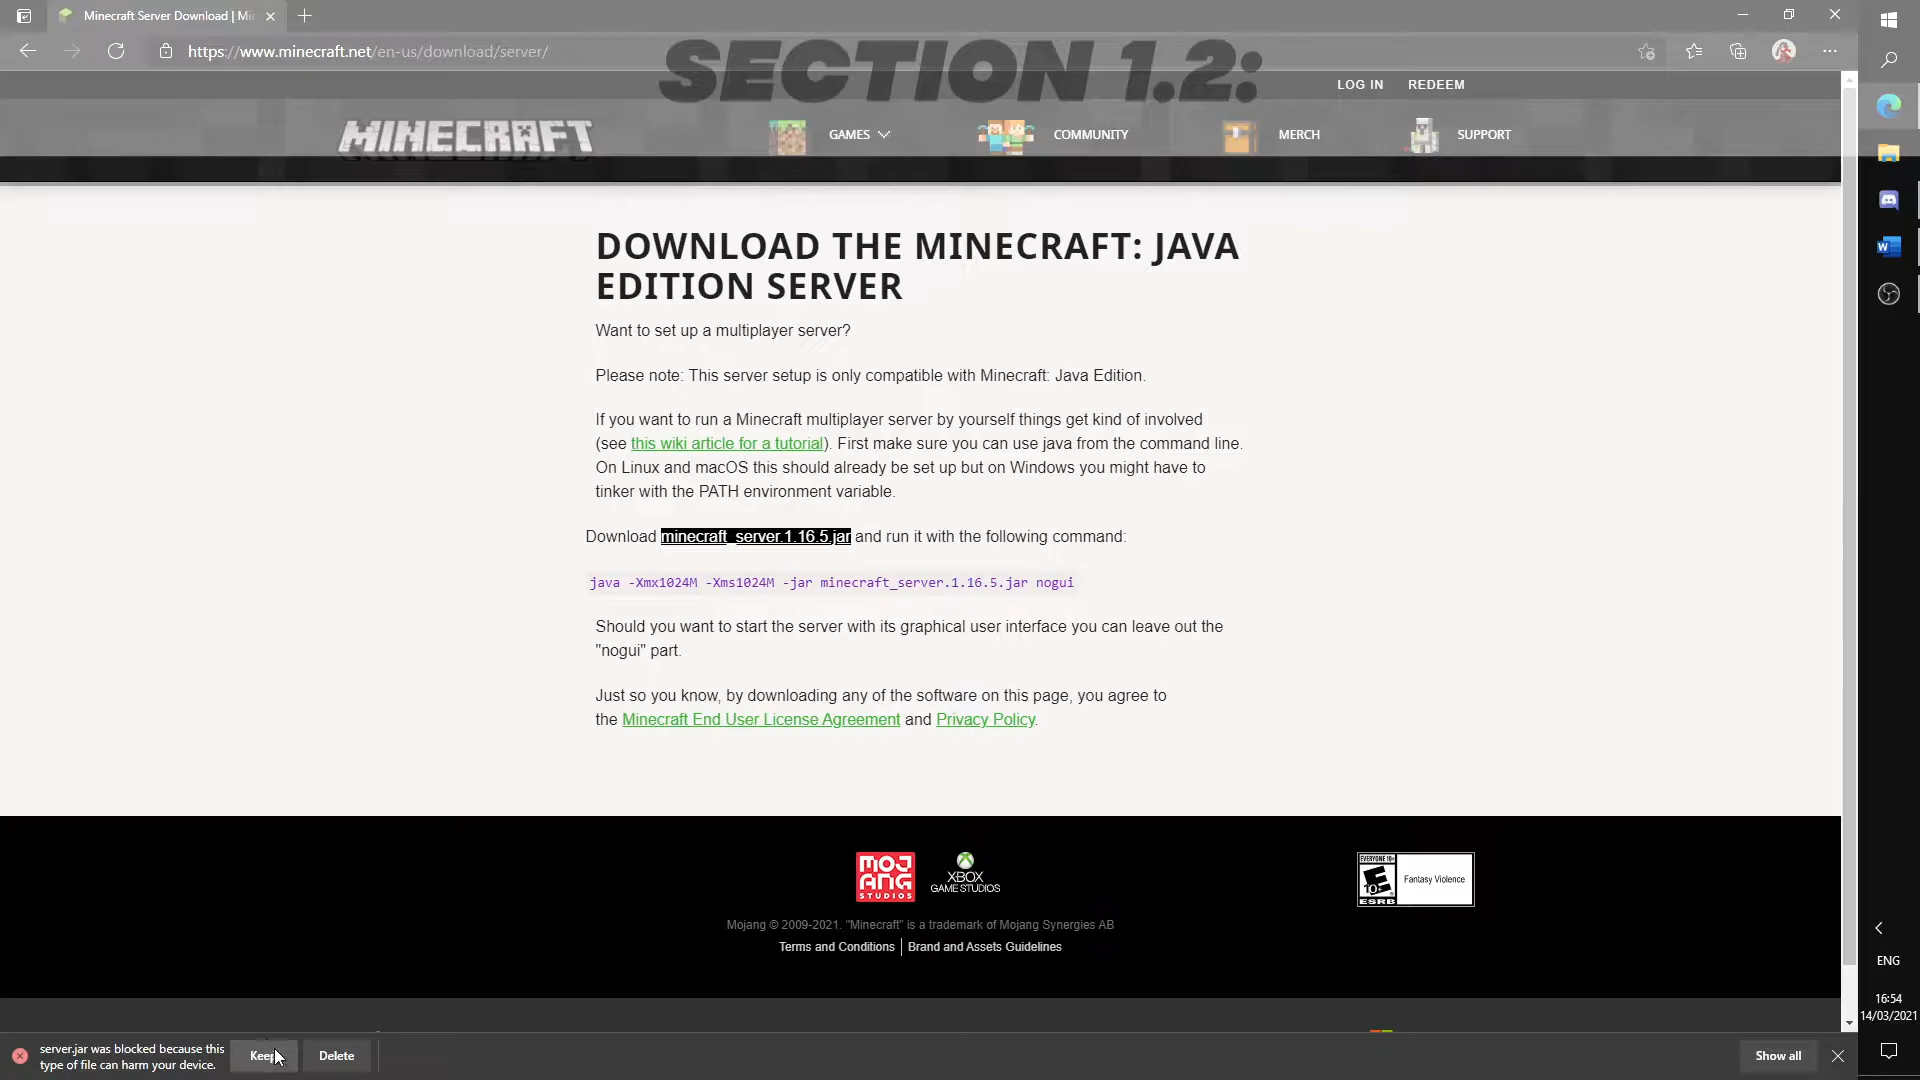 Minecraft Server Download | Mi
https://www.minecraft.net/en-us/download/server/
SECTION 1.2:
LOG IN
REDEEM
MINECRAFT
GAMES
COMMUNITY
MERCH
SUPPORT
DOWNLOAD THE MINECRAFT: JAVA
EDITION SERVER
Want to set up a multiplayer server?
Please note: This server setup is only compatible with Minecraft: Java Edition.
If you want to run a Minecraft multiplayer server by yourself things get kind of involved
(see this wiki article for a tutorial). First make sure you can use java from the command line.
On Linux and macOS this should already be set up but on Windows you might have to
tinker with the PATH environment variable.
Download minecraft_server.1.16.5.jar and run it with the following command:
java -Xmx1024M -Xms1024M -jar minecraft_server.1.16.5.jar nogui
Should you want to start the server with its graphical user interface you can leave out the
"nogui" part.
Just so you know, by downloading any of the software on this page, you agree to
the Minecraft End User License Agreement and Privacy Policy.
MOJANG STUDIOS
XBOX
GAME STUDIOS
EVERYONE 10+
E
10+
ESRB
Fantasy Violence
Mojang © 2009-2021. "Minecraft" is a trademark of Mojang Synergies AB
Terms and Conditions
Brand and Assets Guidelines
ENG
16:54
14/03/2021
server.jar was blocked because this
type of file can harm your device.
Keep
Delete
Show all